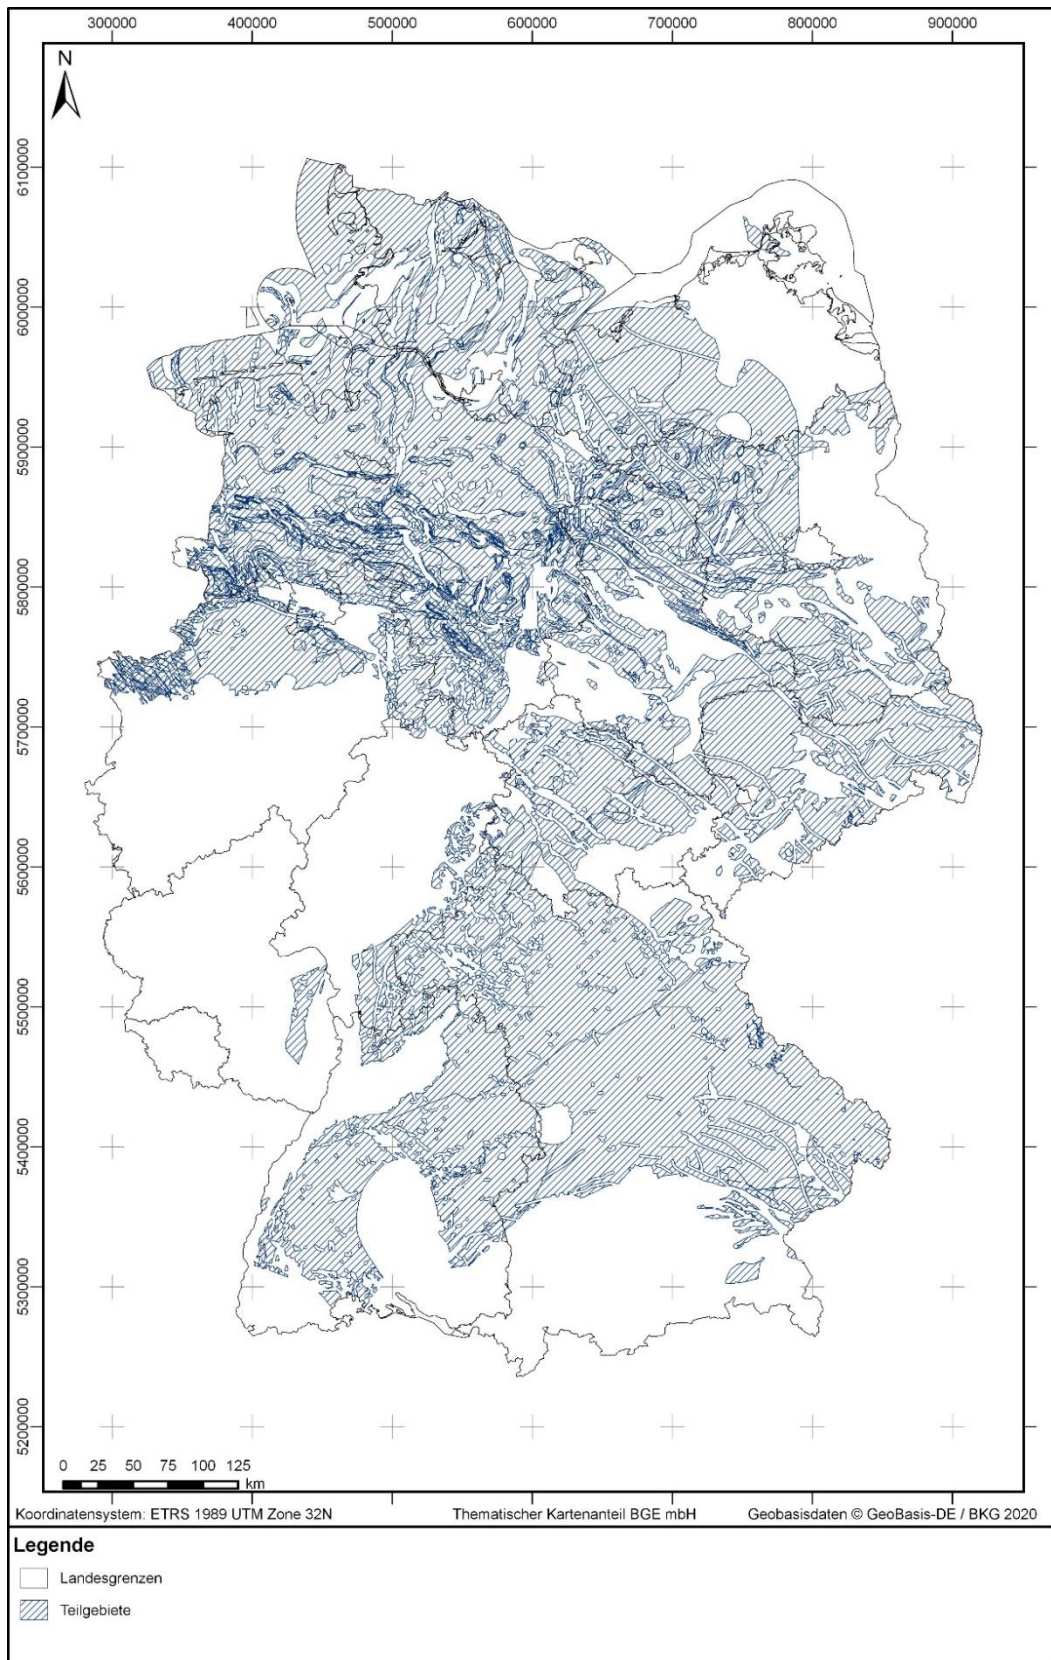 300000 400000 500000 600000 700000 800000 900000
N
6100000
6000000
5900000
5800000
5700000
5600000
5500000
5400000
5300000
5200000
0 25 50 75 100 125
km
Koordinatensystem: ETRS 1989 UTM Zone 32N Thematischer Kartenanteil BGE mbH Geobasisdaten © GeoBasis-DE / BKG 2020
Legende
Landesgrenzen
Teilgebiete